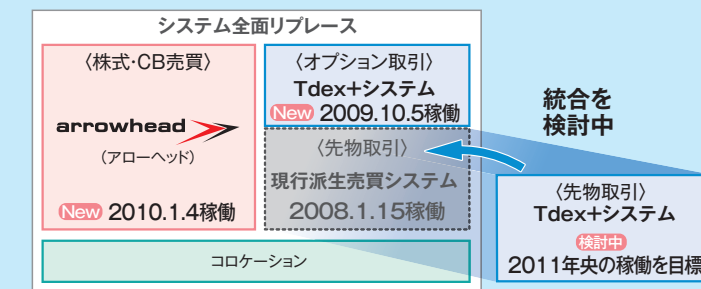 システム全面リプレース
〈株式・CB売買〉
arrowhead
(アローヘッド)
New 2010.1.4稼働
〈オプション取引〉
Tdex+システム
New 2009.10.5稼働
〈先物取引〉
現行派生売買システム
2008.1.15稼働
コロケーション
統合を
検討中
〈先物取引〉
Tdex+システム
検討中
2011年央の稼働を目標